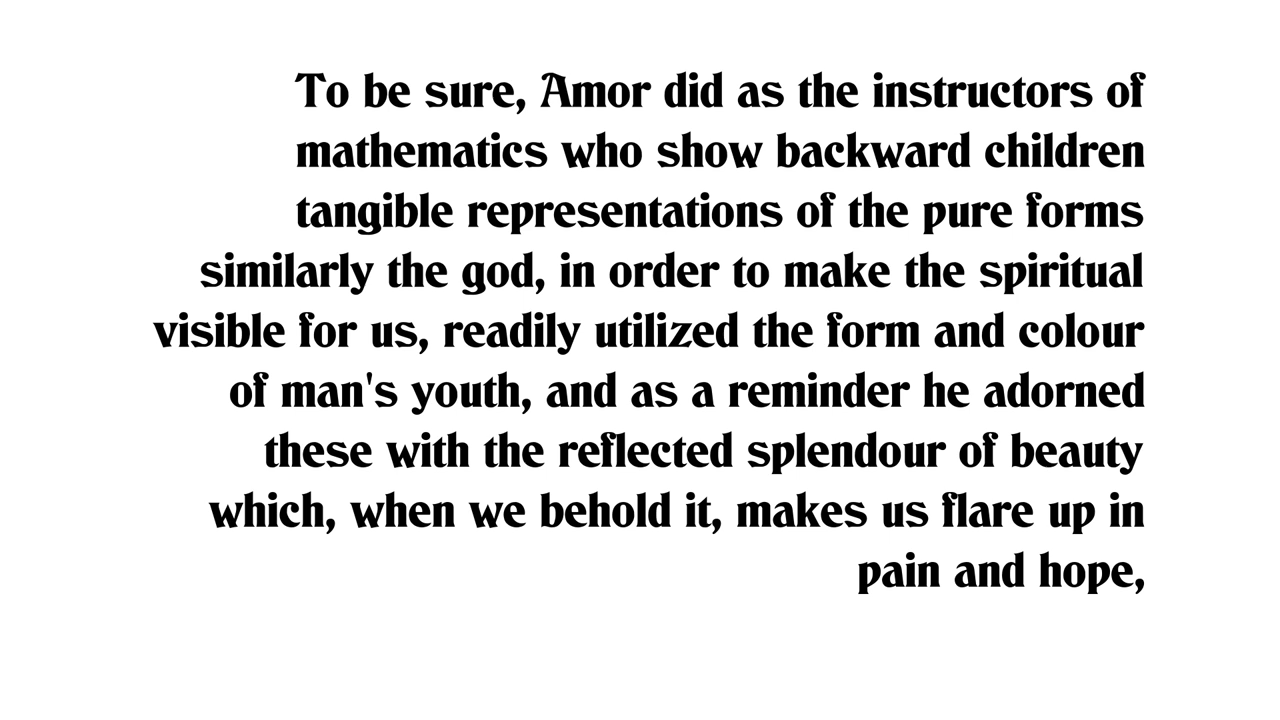 To be sure, Amor did as the instructors of
mathematics who show backward children
tangible representations of the pure forms
similarly the god, in order to make the spiritual
visible for us, readily utilized the form and colour
of man's youth, and as a reminder he adorned
these with the reflected splendour of beauty
which, when we behold it, makes us flare up in
pain and hope,